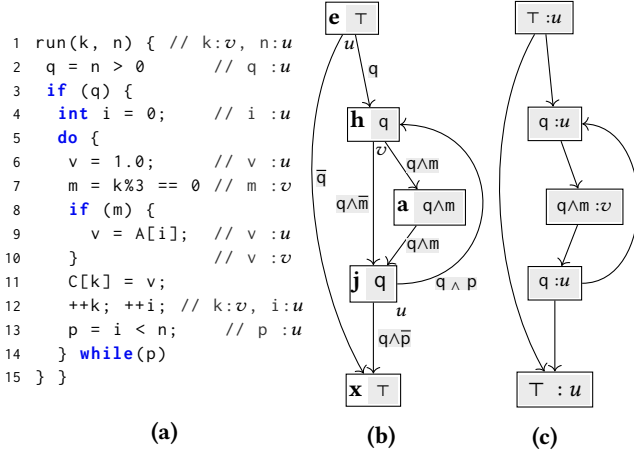 1 run(k, n) { // k:v, n:u
2 q = n > 0 // q :u
3 if (q) {
4 int i = 0; // i :u
5 do {
6 v = 1.0; // v :u
7 m = k%3 == 0 // m :v
8 if (m) {
9 v = A[i]; // v :u
10 } // v :v
11 C[k] = v;
12 ++k; ++i; // k:v, i:u
13 p = i < n; // p :u
14 } while(p)
15 } }
(a)
e ⊤
u
q
h q
v
q̅
q∧m
q∧m̅
a q∧m
q∧m
j q
q ∧ p
u
q∧p̅
x ⊤
(b)
⊤ :u
q :u
q∧m :v
q :u
⊤ : u
(c)